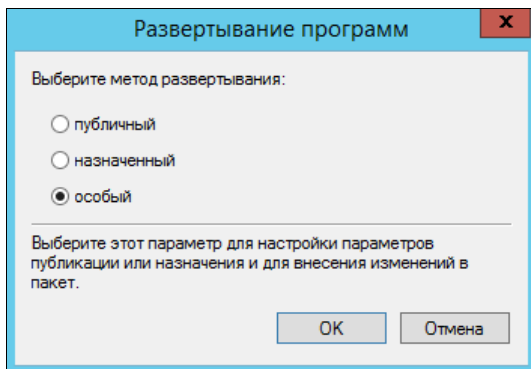 Развертывание программ
x
Выберите метод развертывания:
публичный
назначенный
особый
Выберите этот параметр для настройки параметров
публикации или назначения и для внесения изменений в
пакет.
OK
Отмена